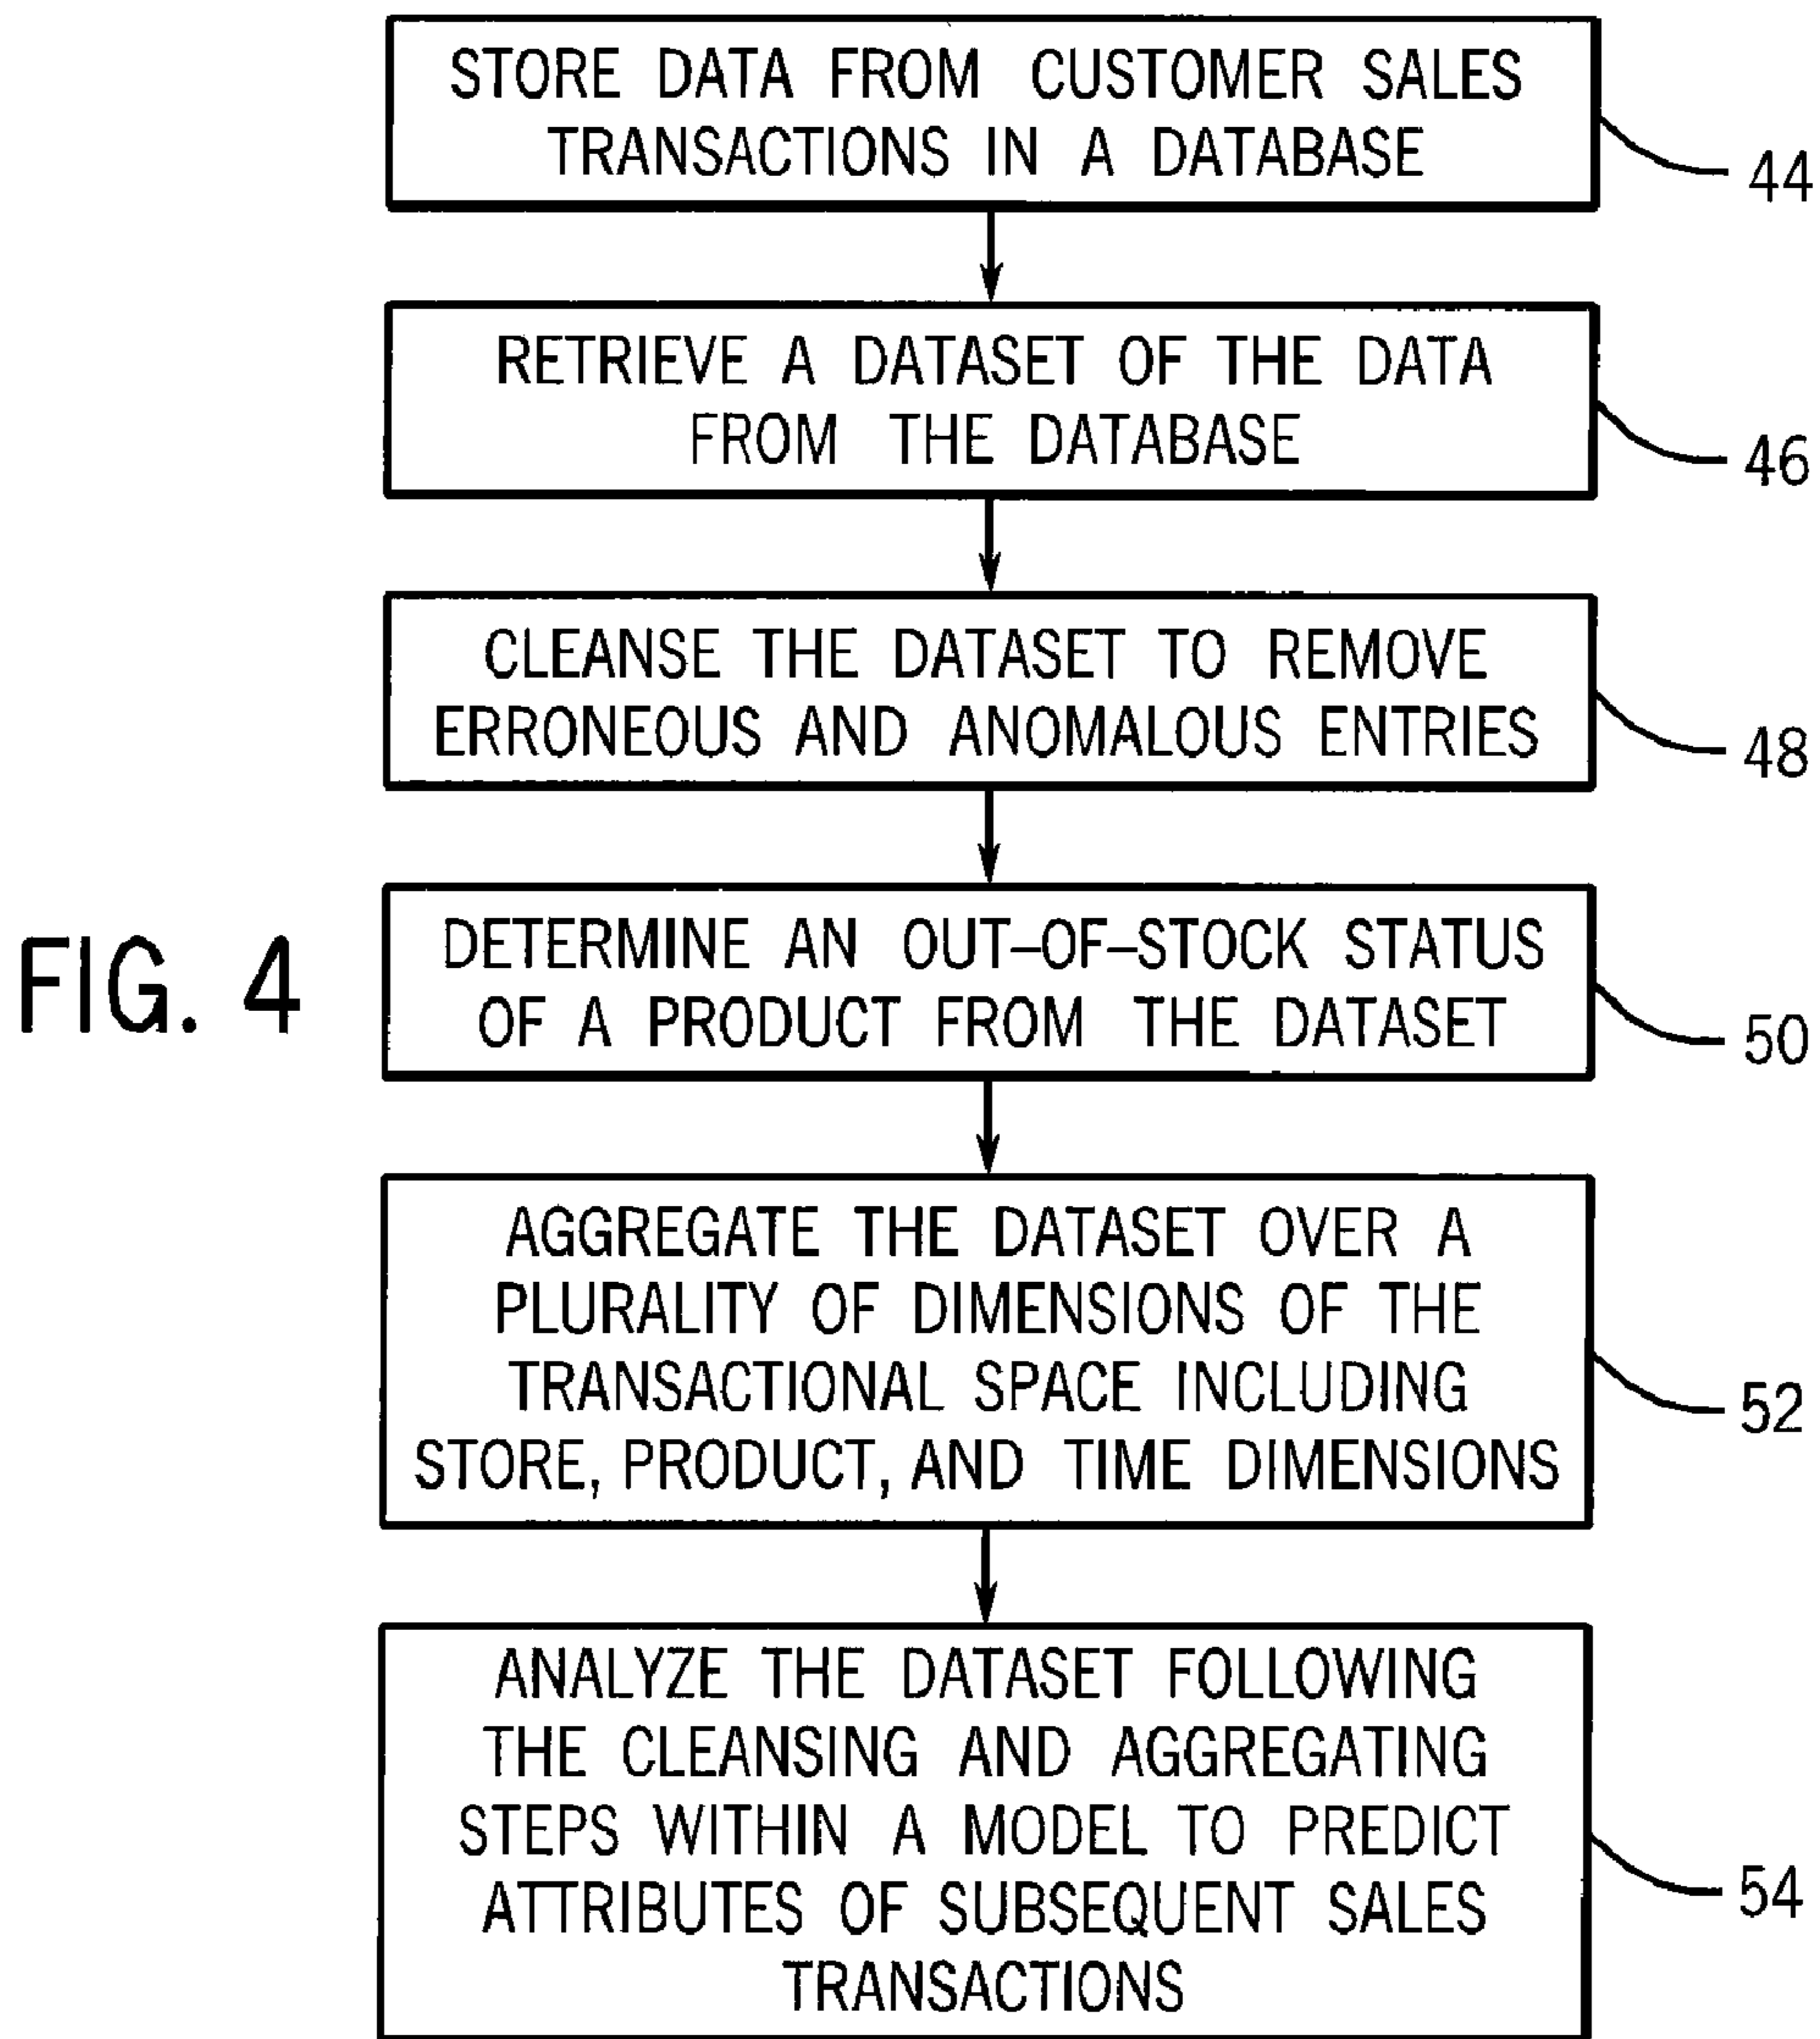 STORE DATA FROM CUSTOMER SALES
TRANSACTIONS IN A DATABASE
44
RETRIEVE A DATASET OF THE DATA
FROM THE DATABASE
46
CLEANSE THE DATASET TO REMOVE
ERRONEOUS AND ANOMALOUS ENTRIES
48
FIG. 4
DETERMINE AN OUT–OF–STOCK STATUS
OF A PRODUCT FROM THE DATASET
50
AGGREGATE THE DATASET OVER A
PLURALITY OF DIMENSIONS OF THE
TRANSACTIONAL SPACE INCLUDING
STORE, PRODUCT, AND TIME DIMENSIONS
52
ANALYZE THE DATASET FOLLOWING
THE CLEANSING AND AGGREGATING
STEPS WITHIN A MODEL TO PREDICT
ATTRIBUTES OF SUBSEQUENT SALES
TRANSACTIONS
54